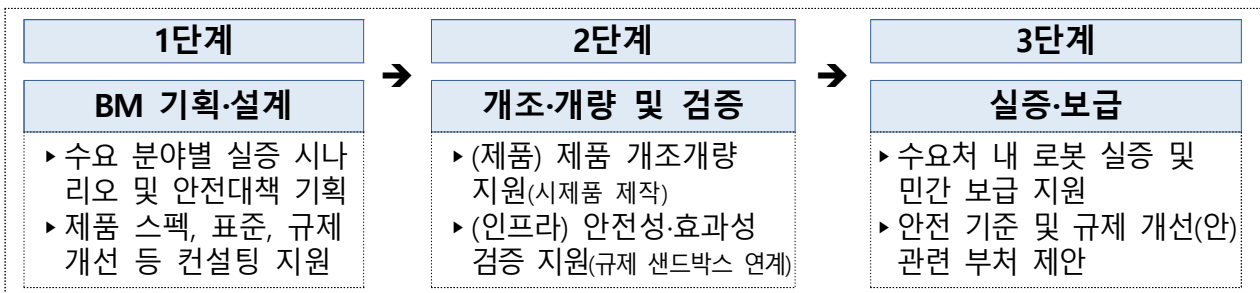 1단계
BM 기획·설계
▸수요 분야별 실증 시나
리오 및 안전대책 기획
▸제품 스펙, 표준, 규제
개선 등 컨설팅 지원
➔
2단계
개조·개량 및 검증
▸(제품) 제품 개조개량
지원(시제품 제작)
▸(인프라) 안전성·효과성
검증 지원(규제 샌드박스 연계)
➔
3단계
실증·보급
▸수요처 내 로봇 실증 및
민간 보급 지원
▸안전 기준 및 규제 개선(안)
관련 부처 제안